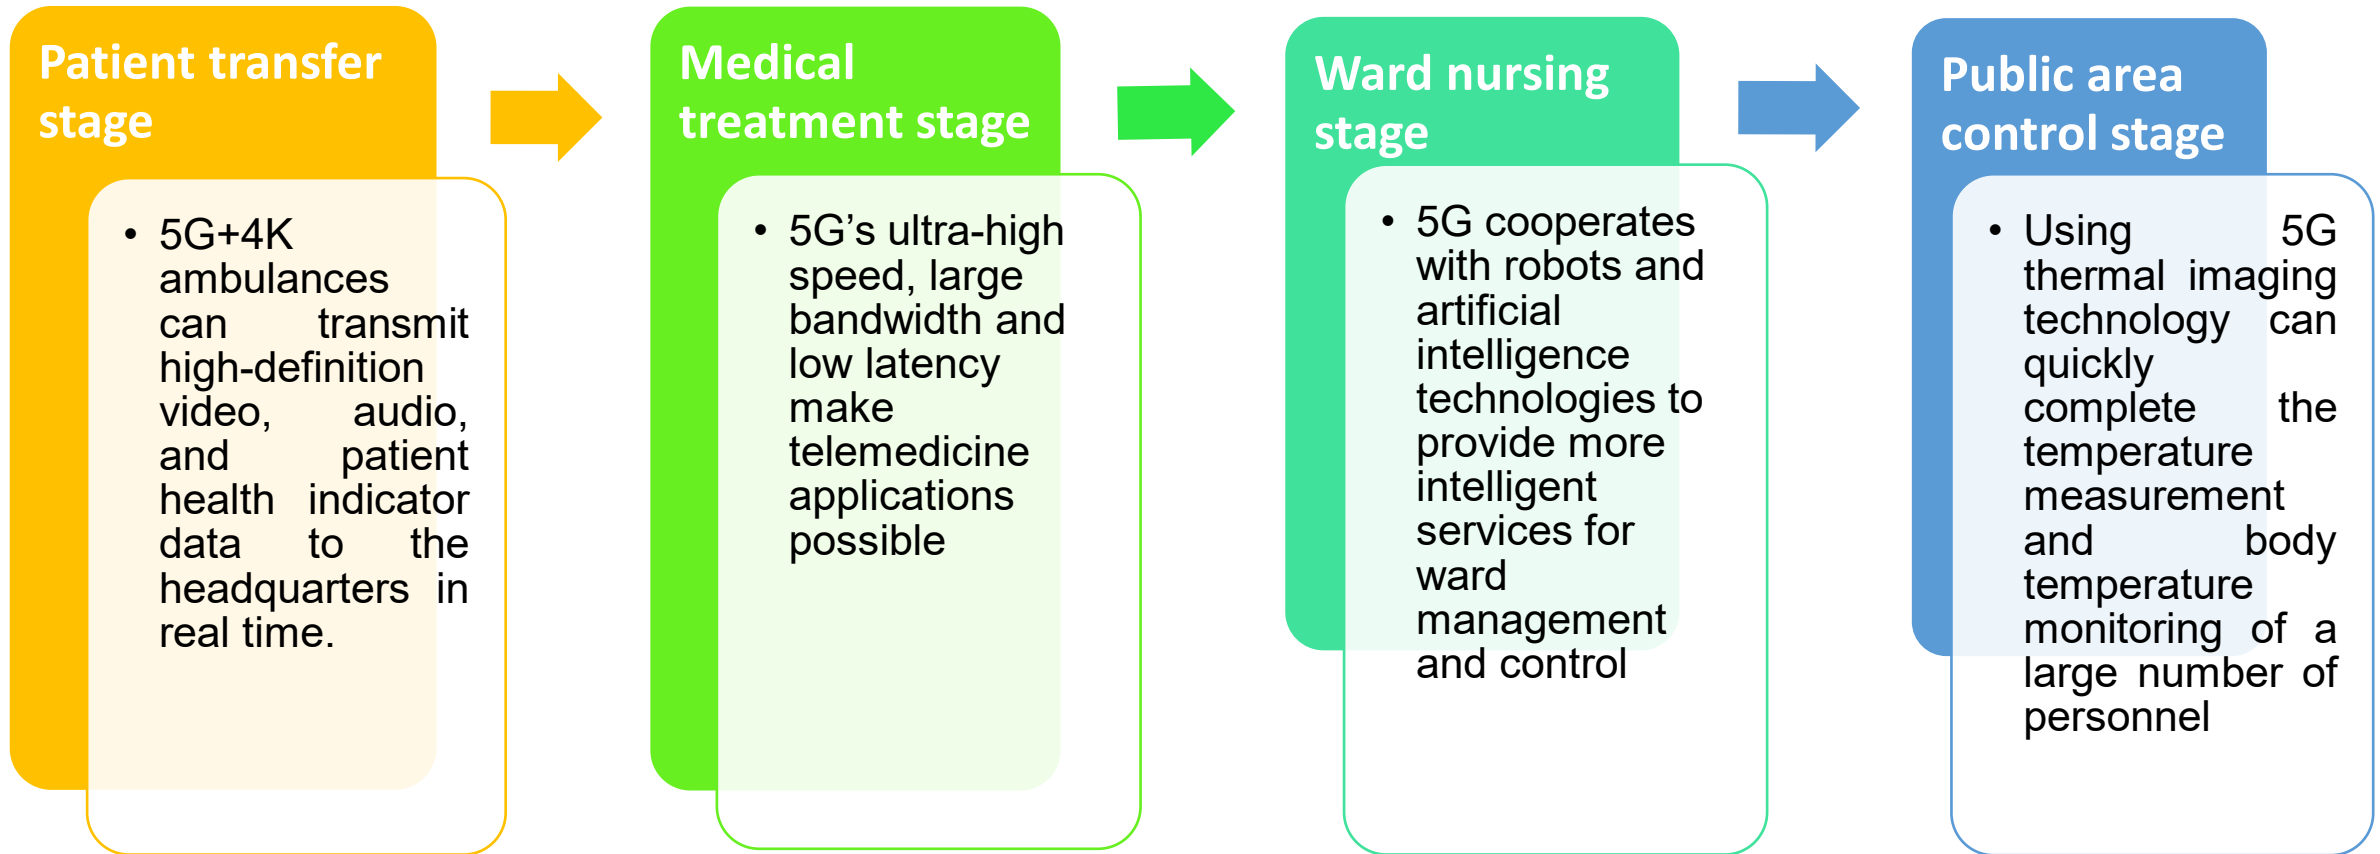 Patient transfer
stage
• 5G+4K
ambulances
can transmit
high-definition
video, audio,
and patient
health indicator
data to the
headquarters in
real time.
Medical
treatment stage
• 5G’s ultra-high
speed, large
bandwidth and
low latency
make
telemedicine
applications
possible
Ward nursing
stage
• 5G cooperates
with robots and
artificial
intelligence
technologies to
provide more
intelligent
services for
ward
management
and control
Public area
control stage
• Using 5G
thermal imaging
technology can
quickly
complete the
temperature
measurement
and body
temperature
monitoring of a
large number of
personnel